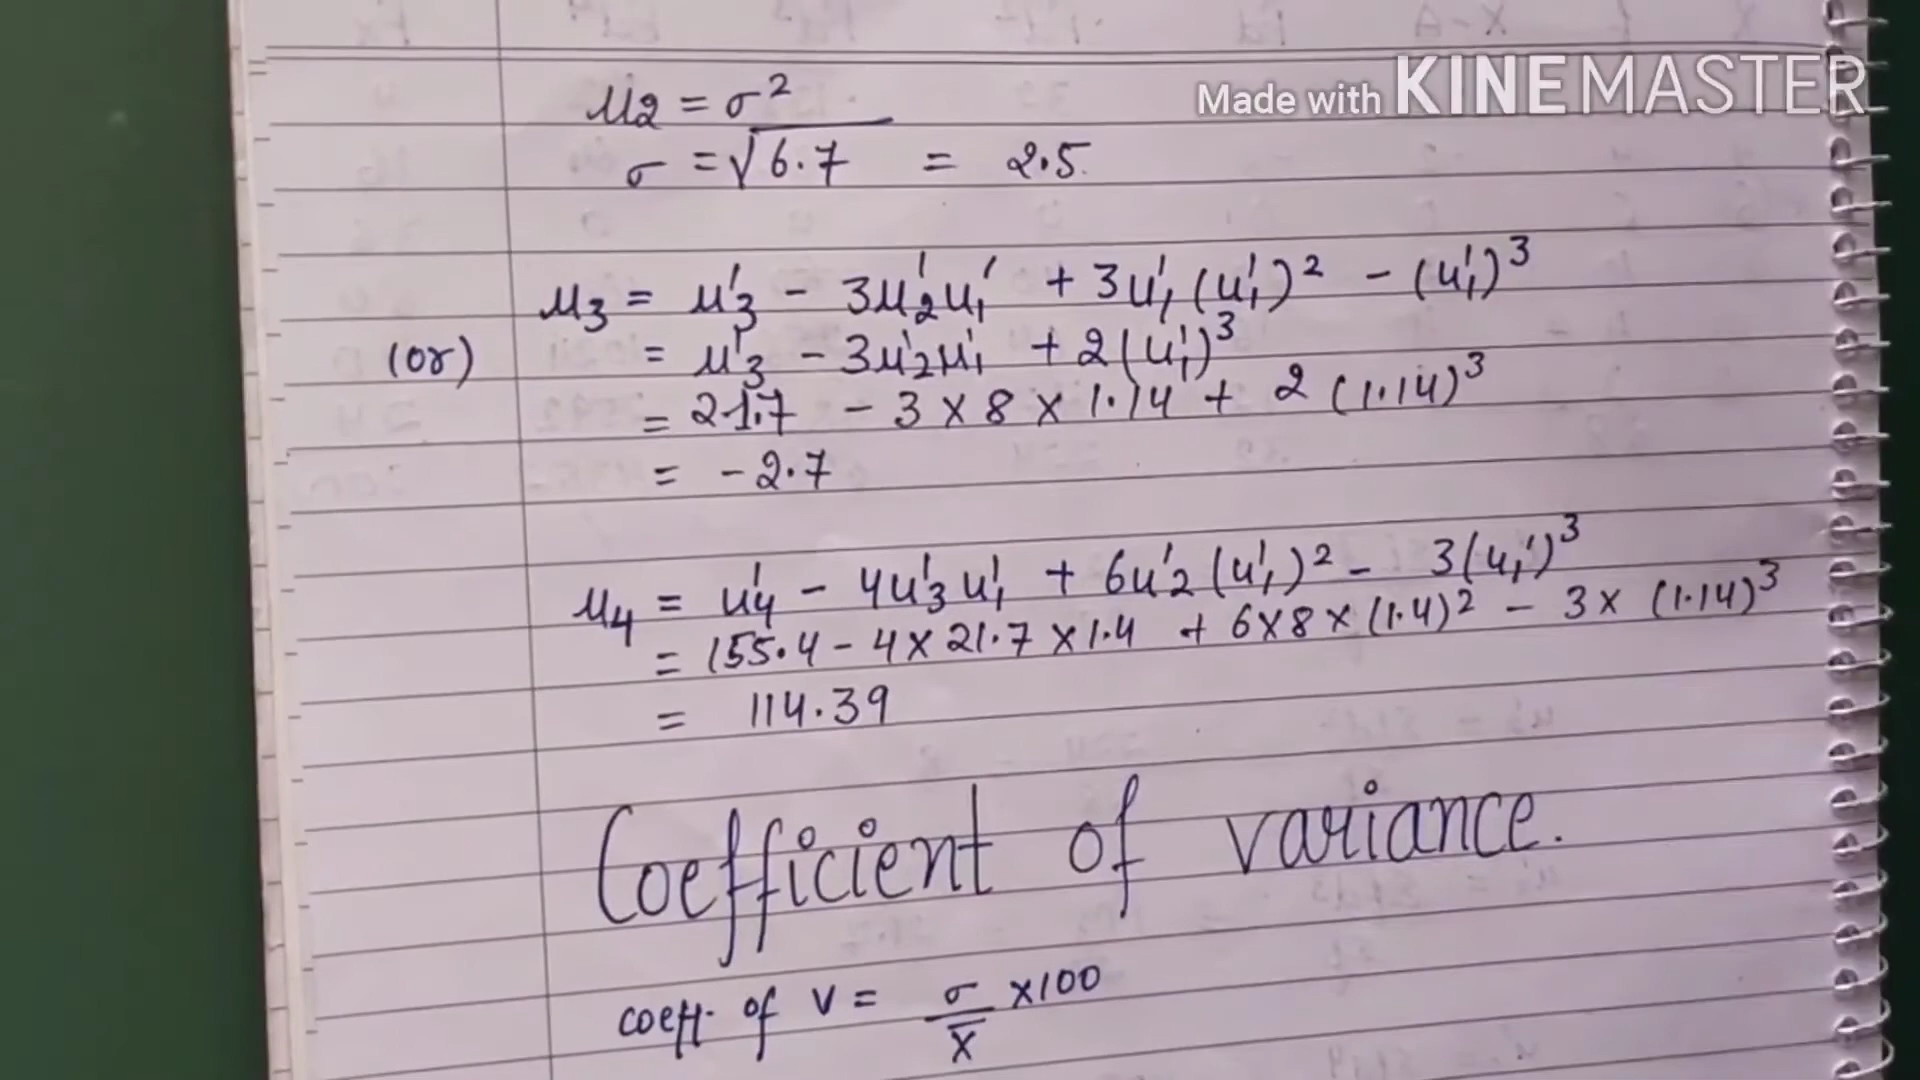 Made with KINEMASTER
μ2 = σ²
σ = √6.7 = 2.5
μ3 = μ'3 - 3μ'2μ1' + 3μ'1(μ'1)² - (μ'1)³
(or) = μ'3 - 3μ'2μ'1 + 2(μ'1)³
= 21.7 - 3 × 8 × 1.14 + 2 (1.14)³
= -2.7
μ4 = μ'4 - 4μ'3μ'1 + 6μ'2(μ'1)² - 3(μ1')³
= 155.4 - 4×21.7×1.4 + 6×8×(1.4)² - 3×(1.14)³
= 114.39
Coefficient of variance.
coeff. of V = σ/x̄ ×100